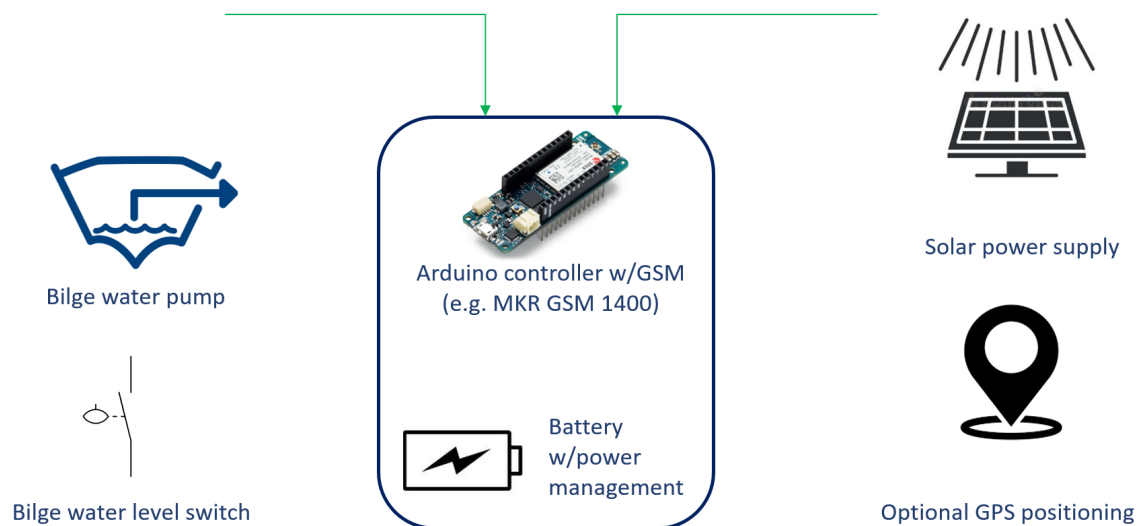 Bilge water pump
Bilge water level switch
Arduino controller w/GSM
(e.g. MKR GSM 1400)
Battery
w/power
management
Solar power supply
Optional GPS positioning